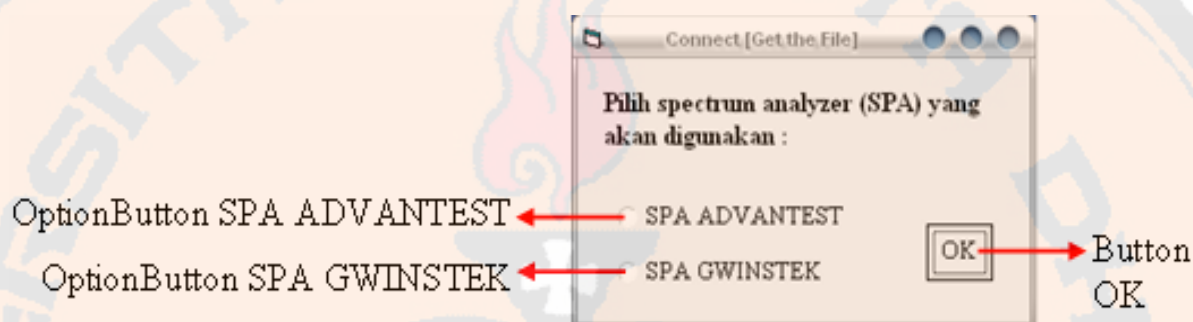 Connect [Get the File]
Pilih spectrum analyzer (SPA) yang
akan digunakan :
OptionButton SPA ADVANTEST
SPA ADVANTEST
OptionButton SPA GWINSTEK
SPA GWINSTEK
OK
Button
OK